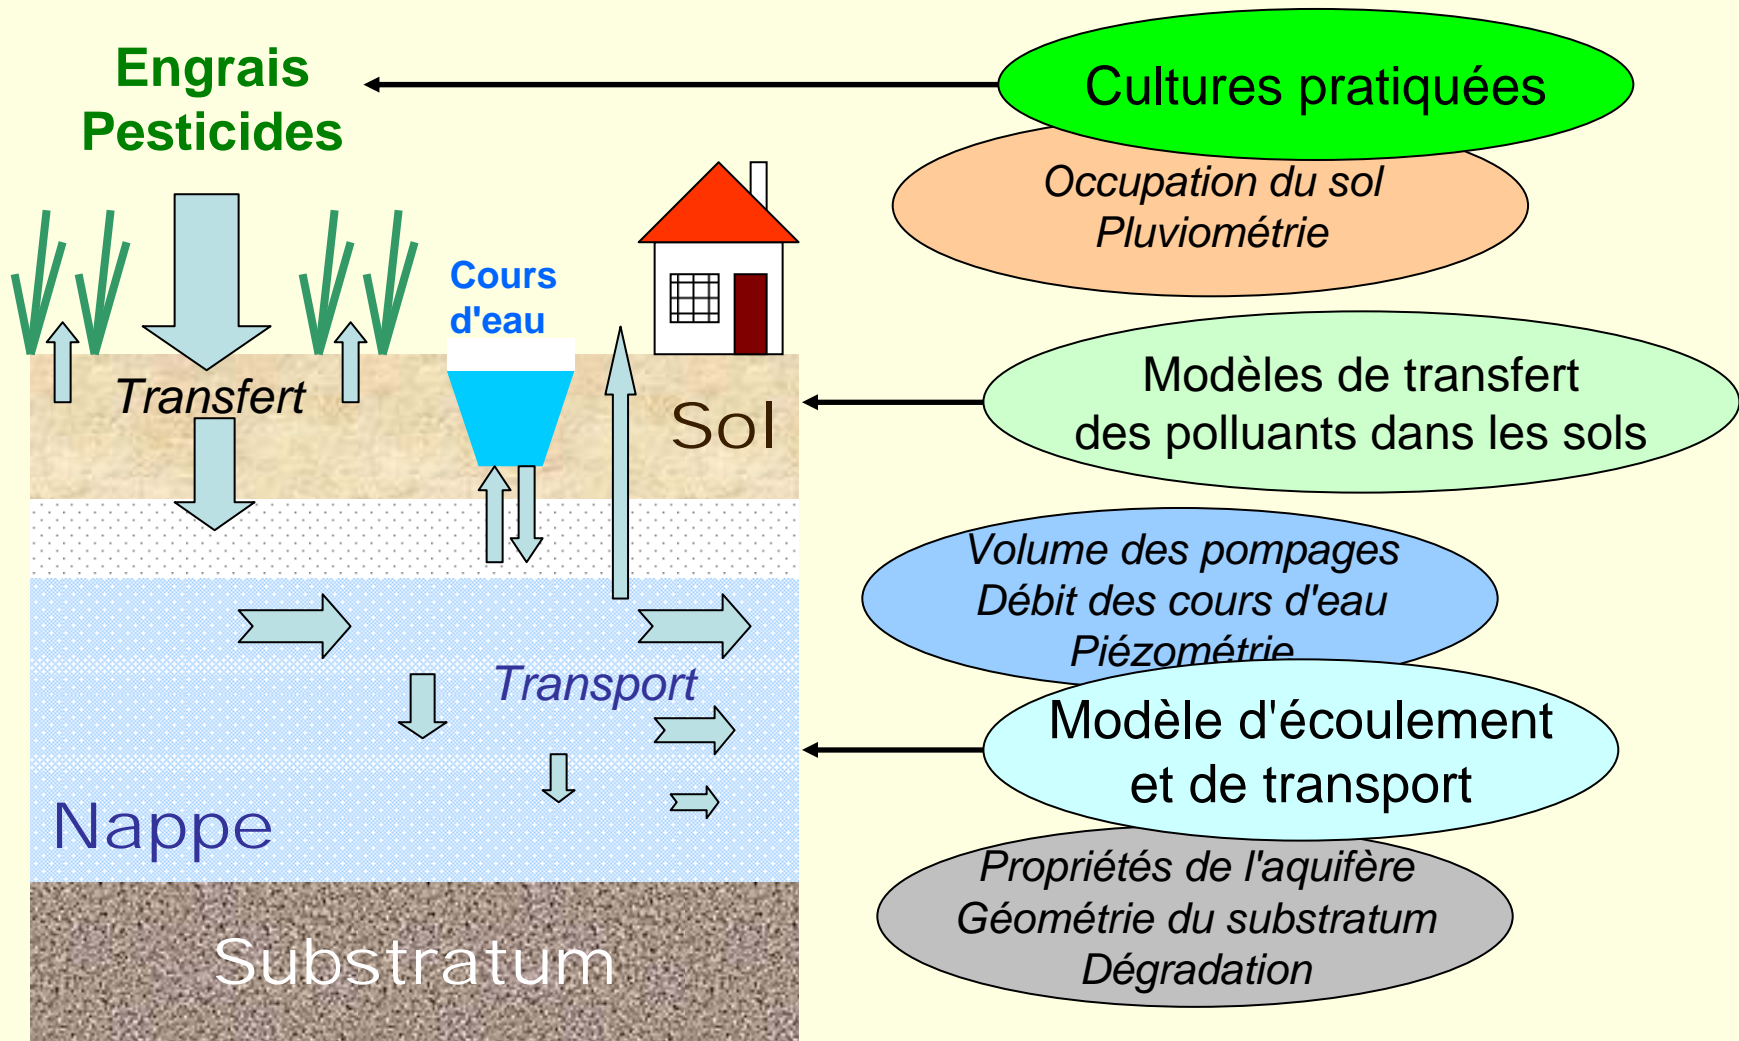 Engrais
Pesticides
Cultures pratiquées
Occupation du sol
Pluviométrie
Cours
d'eau
Transfert
Sol
Modèles de transfert
des polluants dans les sols
Volume des pompages
Débit des cours d'eau
Piézométrie
Transport
Modèle d'écoulement
et de transport
Nappe
Propriétés de l'aquifère
Géométrie du substratum
Dégradation
Substratum